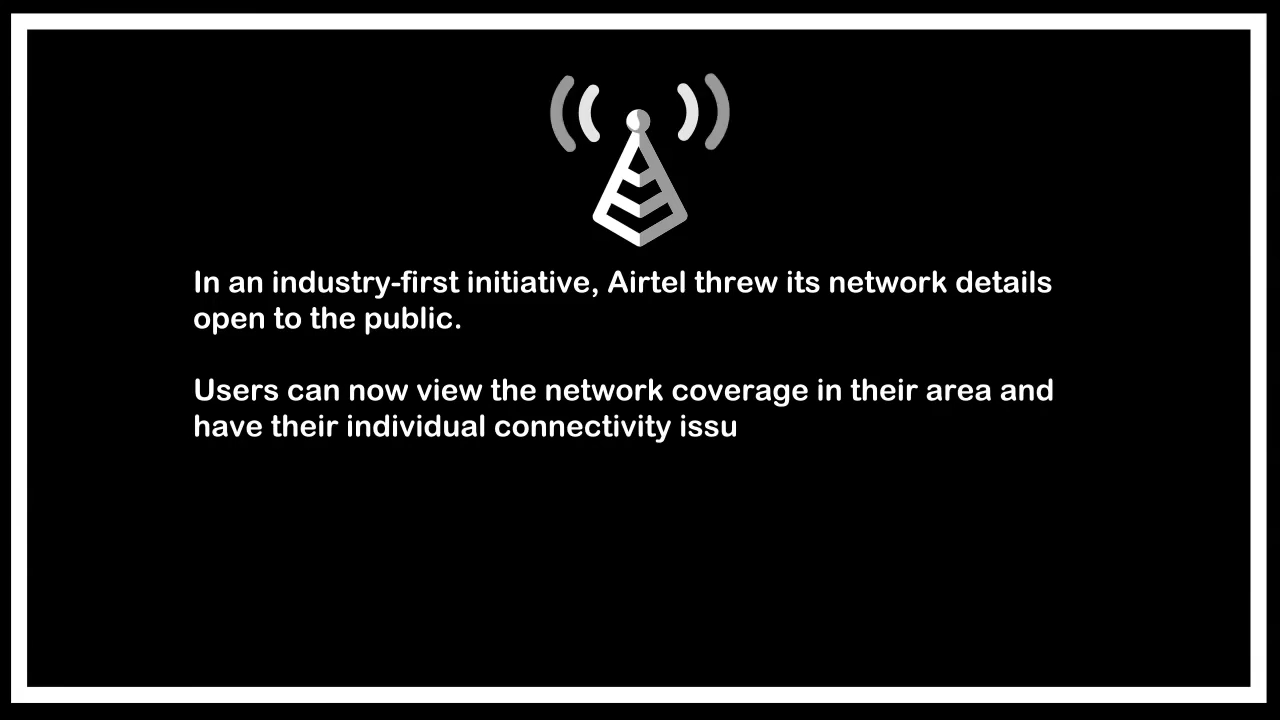 In an industry-first initiative, Airtel threw its network details
open to the public.
Users can now view the network coverage in their area and
have their individual connectivity issu